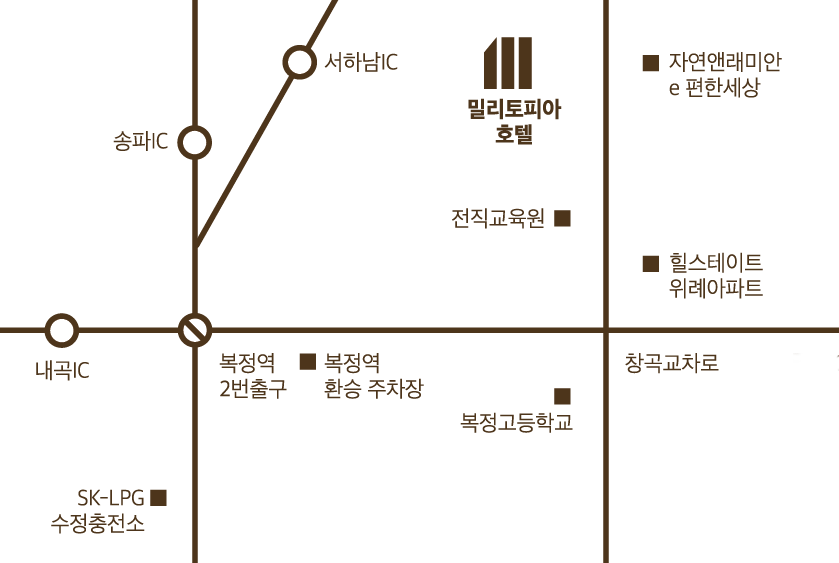 서하남IC
자연앤래미안
e 편한세상
밀리토피아
호텔
송파IC
전직교육원
힐스테이트
위례아파트
내곡IC
복정역
2번출구
복정역
환승 주차장
창곡교차로
복정고등학교
SK-LPG
수정충전소